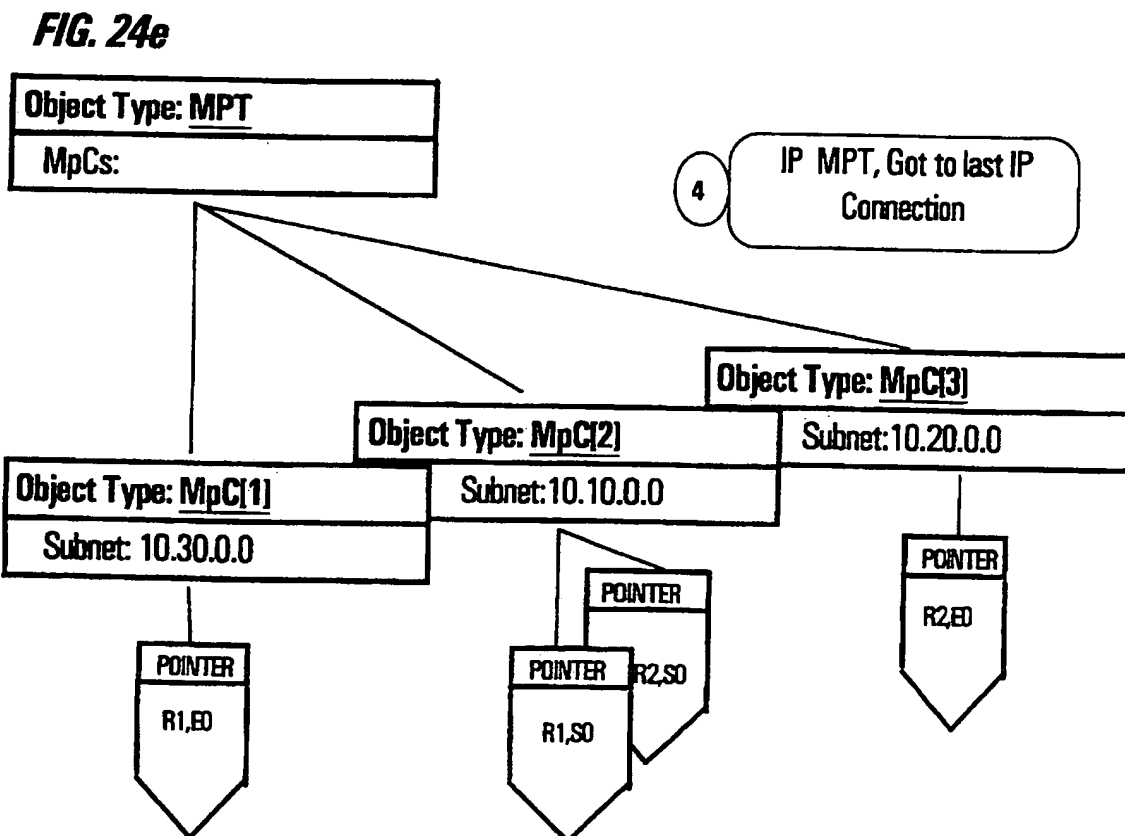 FIG. 24e
Object Type: MPT
MpCs:
4
IP MPT, Got to last IP
Connection
Object Type: MpC[3]
Subnet:10.20.0.0
Object Type: MpC[2]
Subnet:10.10.0.0
Object Type: MpC[1]
Subnet: 10.30.0.0
POINTER
R2,E0
POINTER
R2,S0
POINTER
R1,S0
POINTER
R1,E0